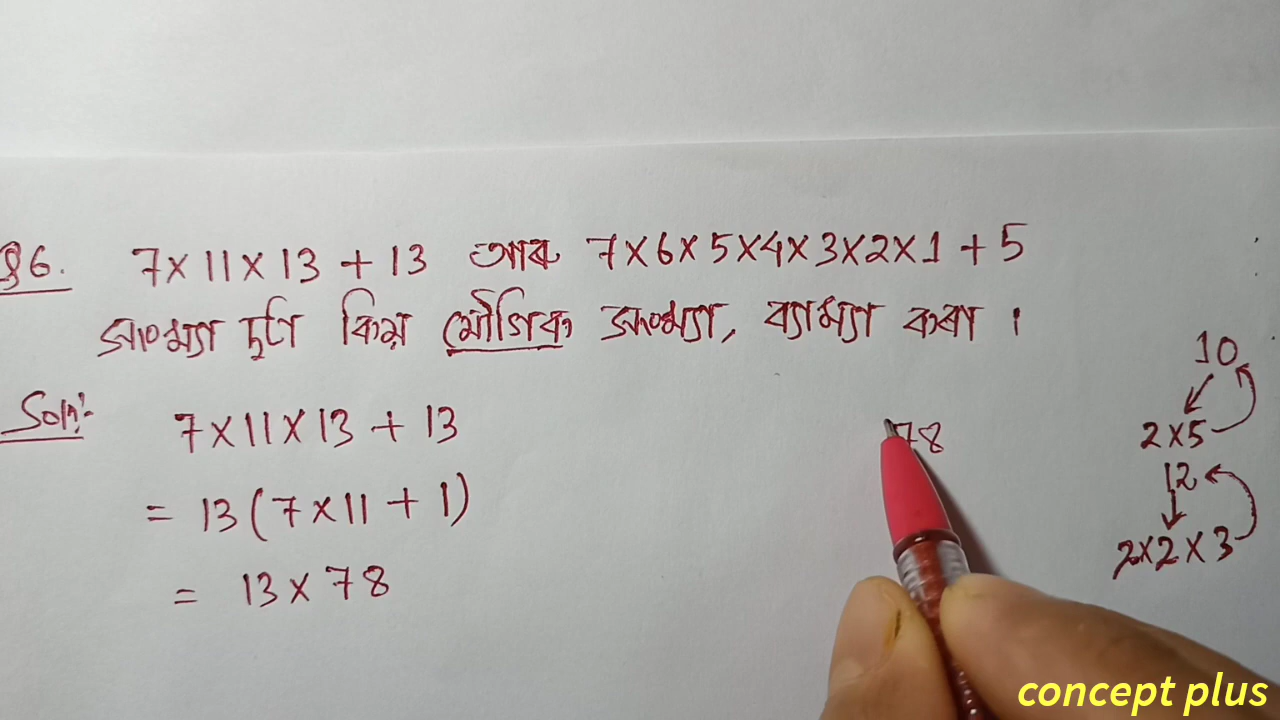 Q6. 7×11×13 + 13 আৰু 7×6×5×4×3×2×1 + 5
সংখ্যা দুটি কিয় যৌগিক সংখ্যা, ব্যাখ্যা কৰা ।
Soln:- 7×11×13 + 13
= 13(7×11 + 1)
= 13×78
78
10
2×5
12
2×2×3
concept plus